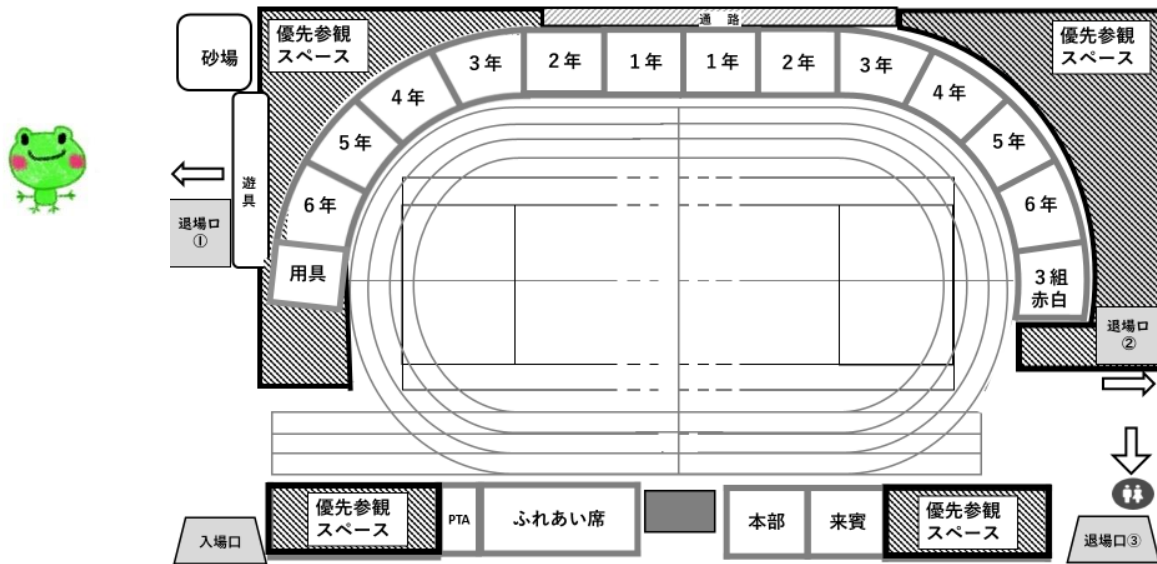 通 路
優先参観
スペース
優先参観
スペース
砂場
3年
2年
1年
1年
2年
3年
4年
4年
5年
5年
6年
6年
遊具
退場口
①
用具
3組
赤白
退場口
②
優先参観
スペース
PTA
ふれあい席
本部
来賓
優先参観
スペース
入場口
退場口③